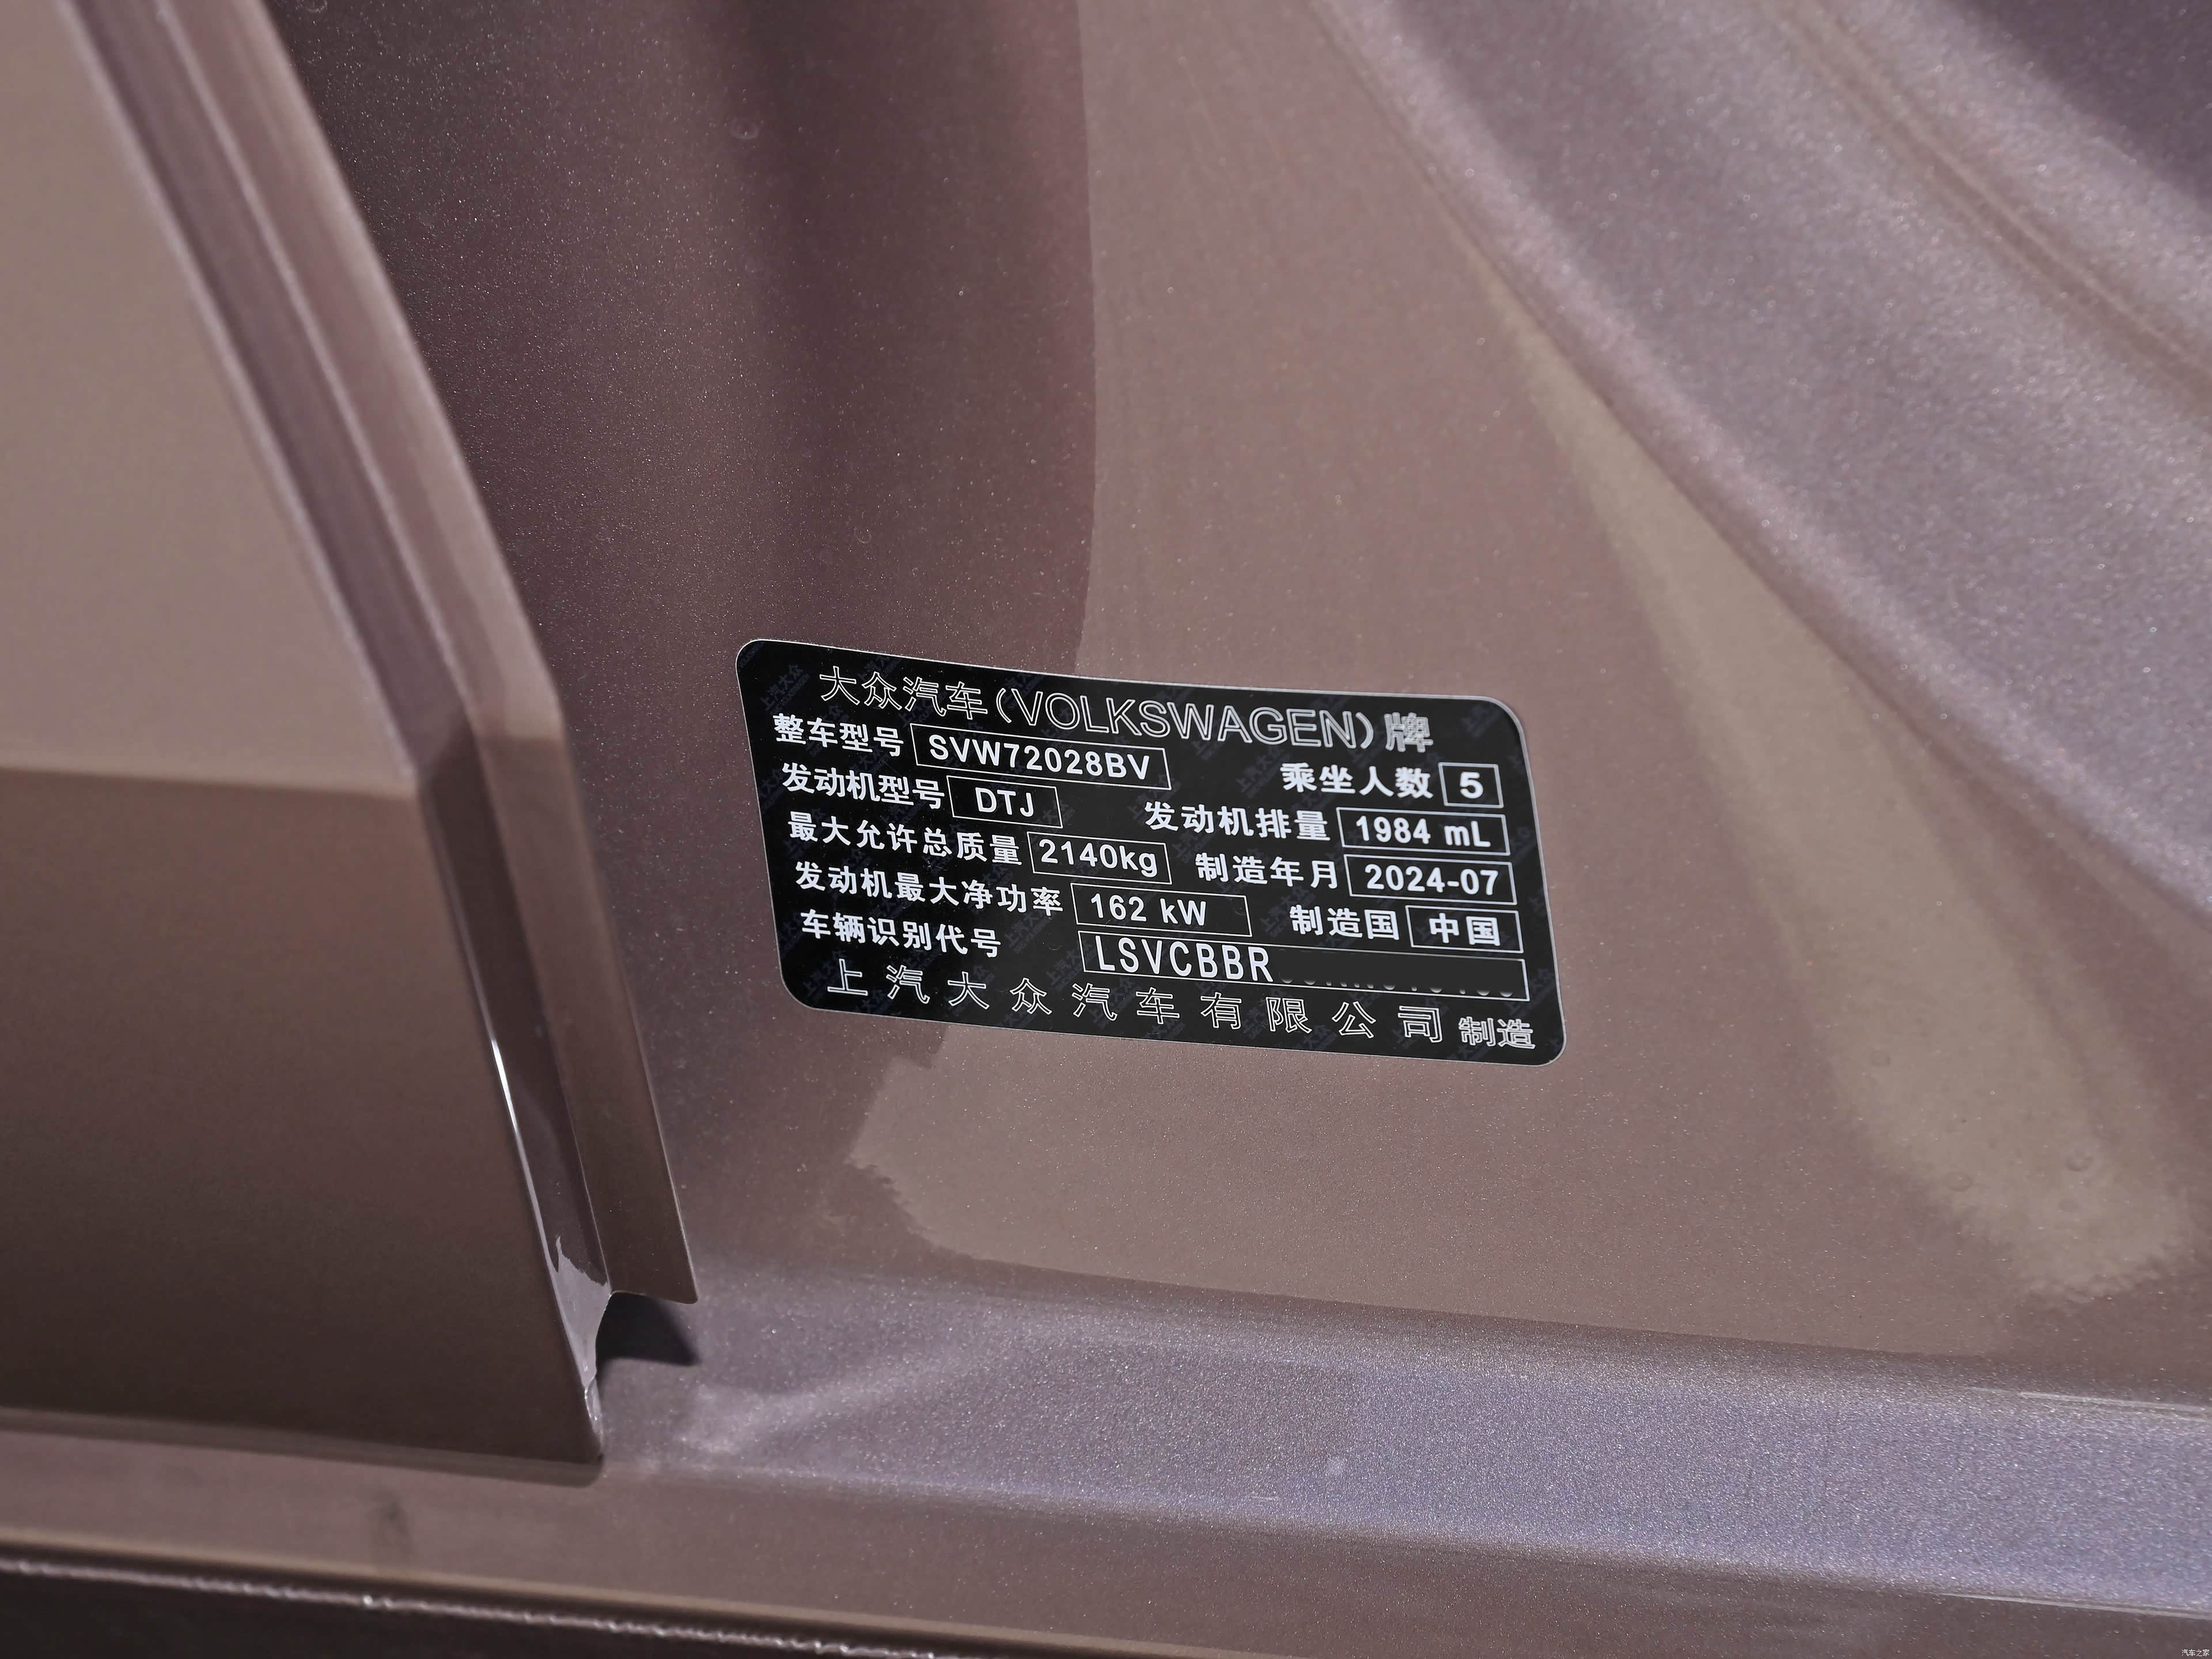 大众汽车(VOLKSWAGEN)牌
整车型号 SVW72028BV 乘坐人数 5
发动机型号 DTJ 发动机排量 1984 mL
最大允许总质量 2140kg 制造年月 2024-07
发动机最大净功率 162 kW 制造国 中国
车辆识别代号 LSVCBBR
上汽大众汽车有限公司 制造
汽车之家